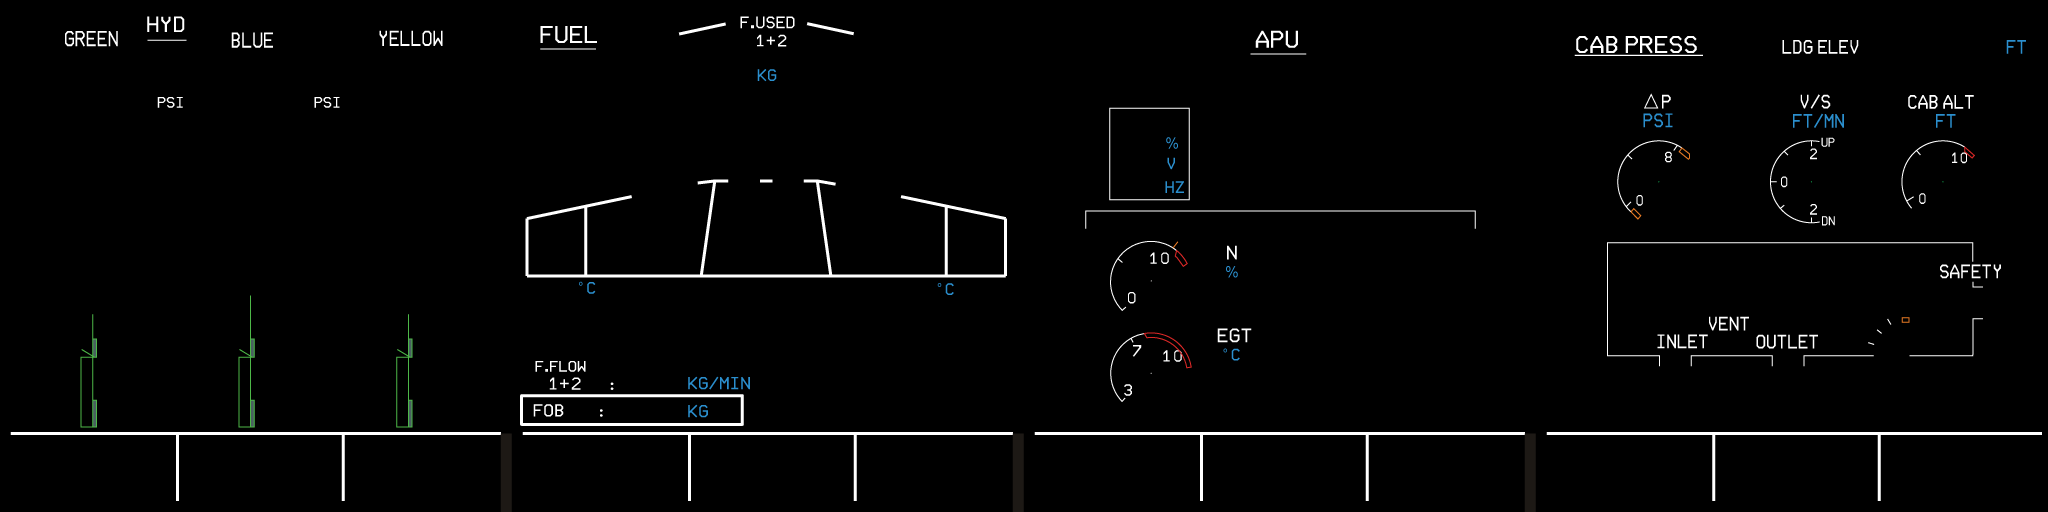 HYD
GREEN BLUE YELLOW
PSI PSI
°C °C
FUEL
F.USED
1+2
KG
F.FLOW
1+2 : KG/MIN
FOB : KG
APU
%
V
HZ
10
0
N
%
7 10
3
EGT
°C
CAB PRESS LDG ELEV FT
△P V/S CAB ALT
PSI FT/MN FT
8 UP 2 10
0 0 0
2 DN
SAFETY
VENT
INLET OUTLET